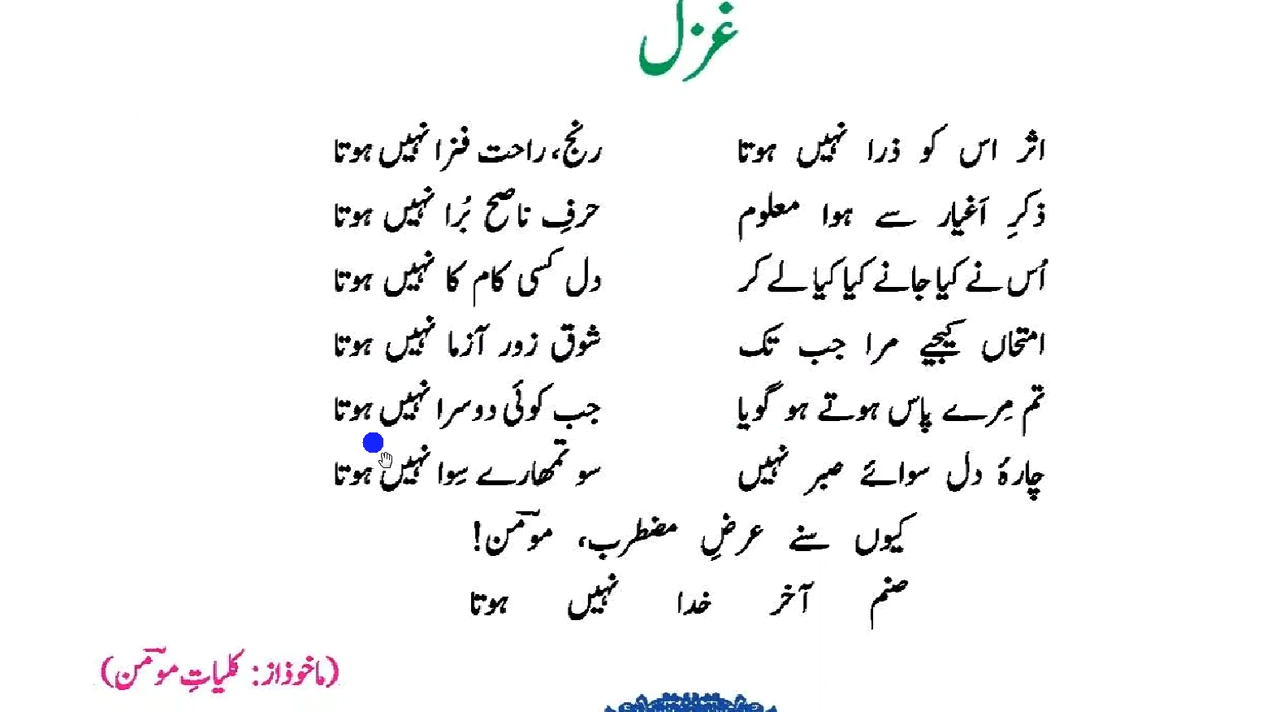 غزل
اثر اس کو ذرا نہیں ہوتا رنج، راحت فزا نہیں ہوتا
ذکرِ اَغیار سے ہوا معلوم حرفِ ناصح بُرا نہیں ہوتا
اُس نے کیا جانے کیا کیا لے کر دل کسی کام کا نہیں ہوتا
امتحاں کیجیے مرا جب تک شوق زور آزما نہیں ہوتا
تم مِرے پاس ہوتے ہو گویا جب کوئی دوسرا نہیں ہوتا
چارۂ دل سوائے صبر نہیں سو تمھارے سِوا نہیں ہوتا
کیوں سنے عرضِ مضطرب، مومنؔ!
صنم آخر خدا نہیں ہوتا
(ماخوذ از: کلیاتِ مومنؔ)